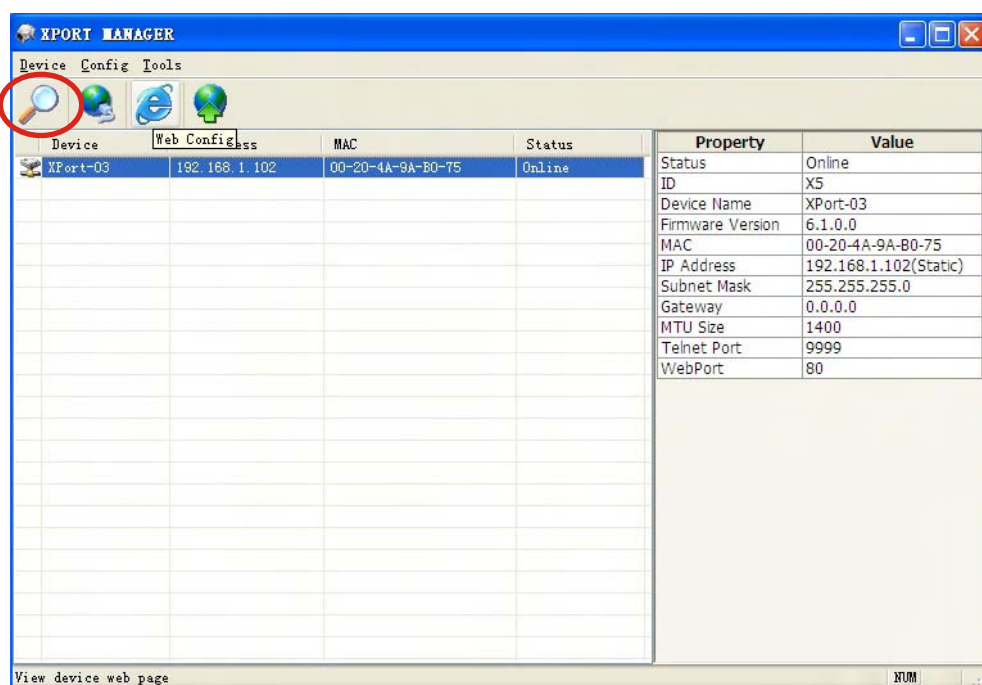 XPORT MANAGER
Device Config Tools
Web Config
Device ess MAC Status
XPort-03 192.168.1.102 00-20-4A-9A-B0-75 Online
Property Value
Status Online
ID X5
Device Name XPort-03
Firmware Version 6.1.0.0
MAC 00-20-4A-9A-B0-75
IP Address 192.168.1.102(Static)
Subnet Mask 255.255.255.0
Gateway 0.0.0.0
MTU Size 1400
Telnet Port 9999
WebPort 80
View device web page NUM